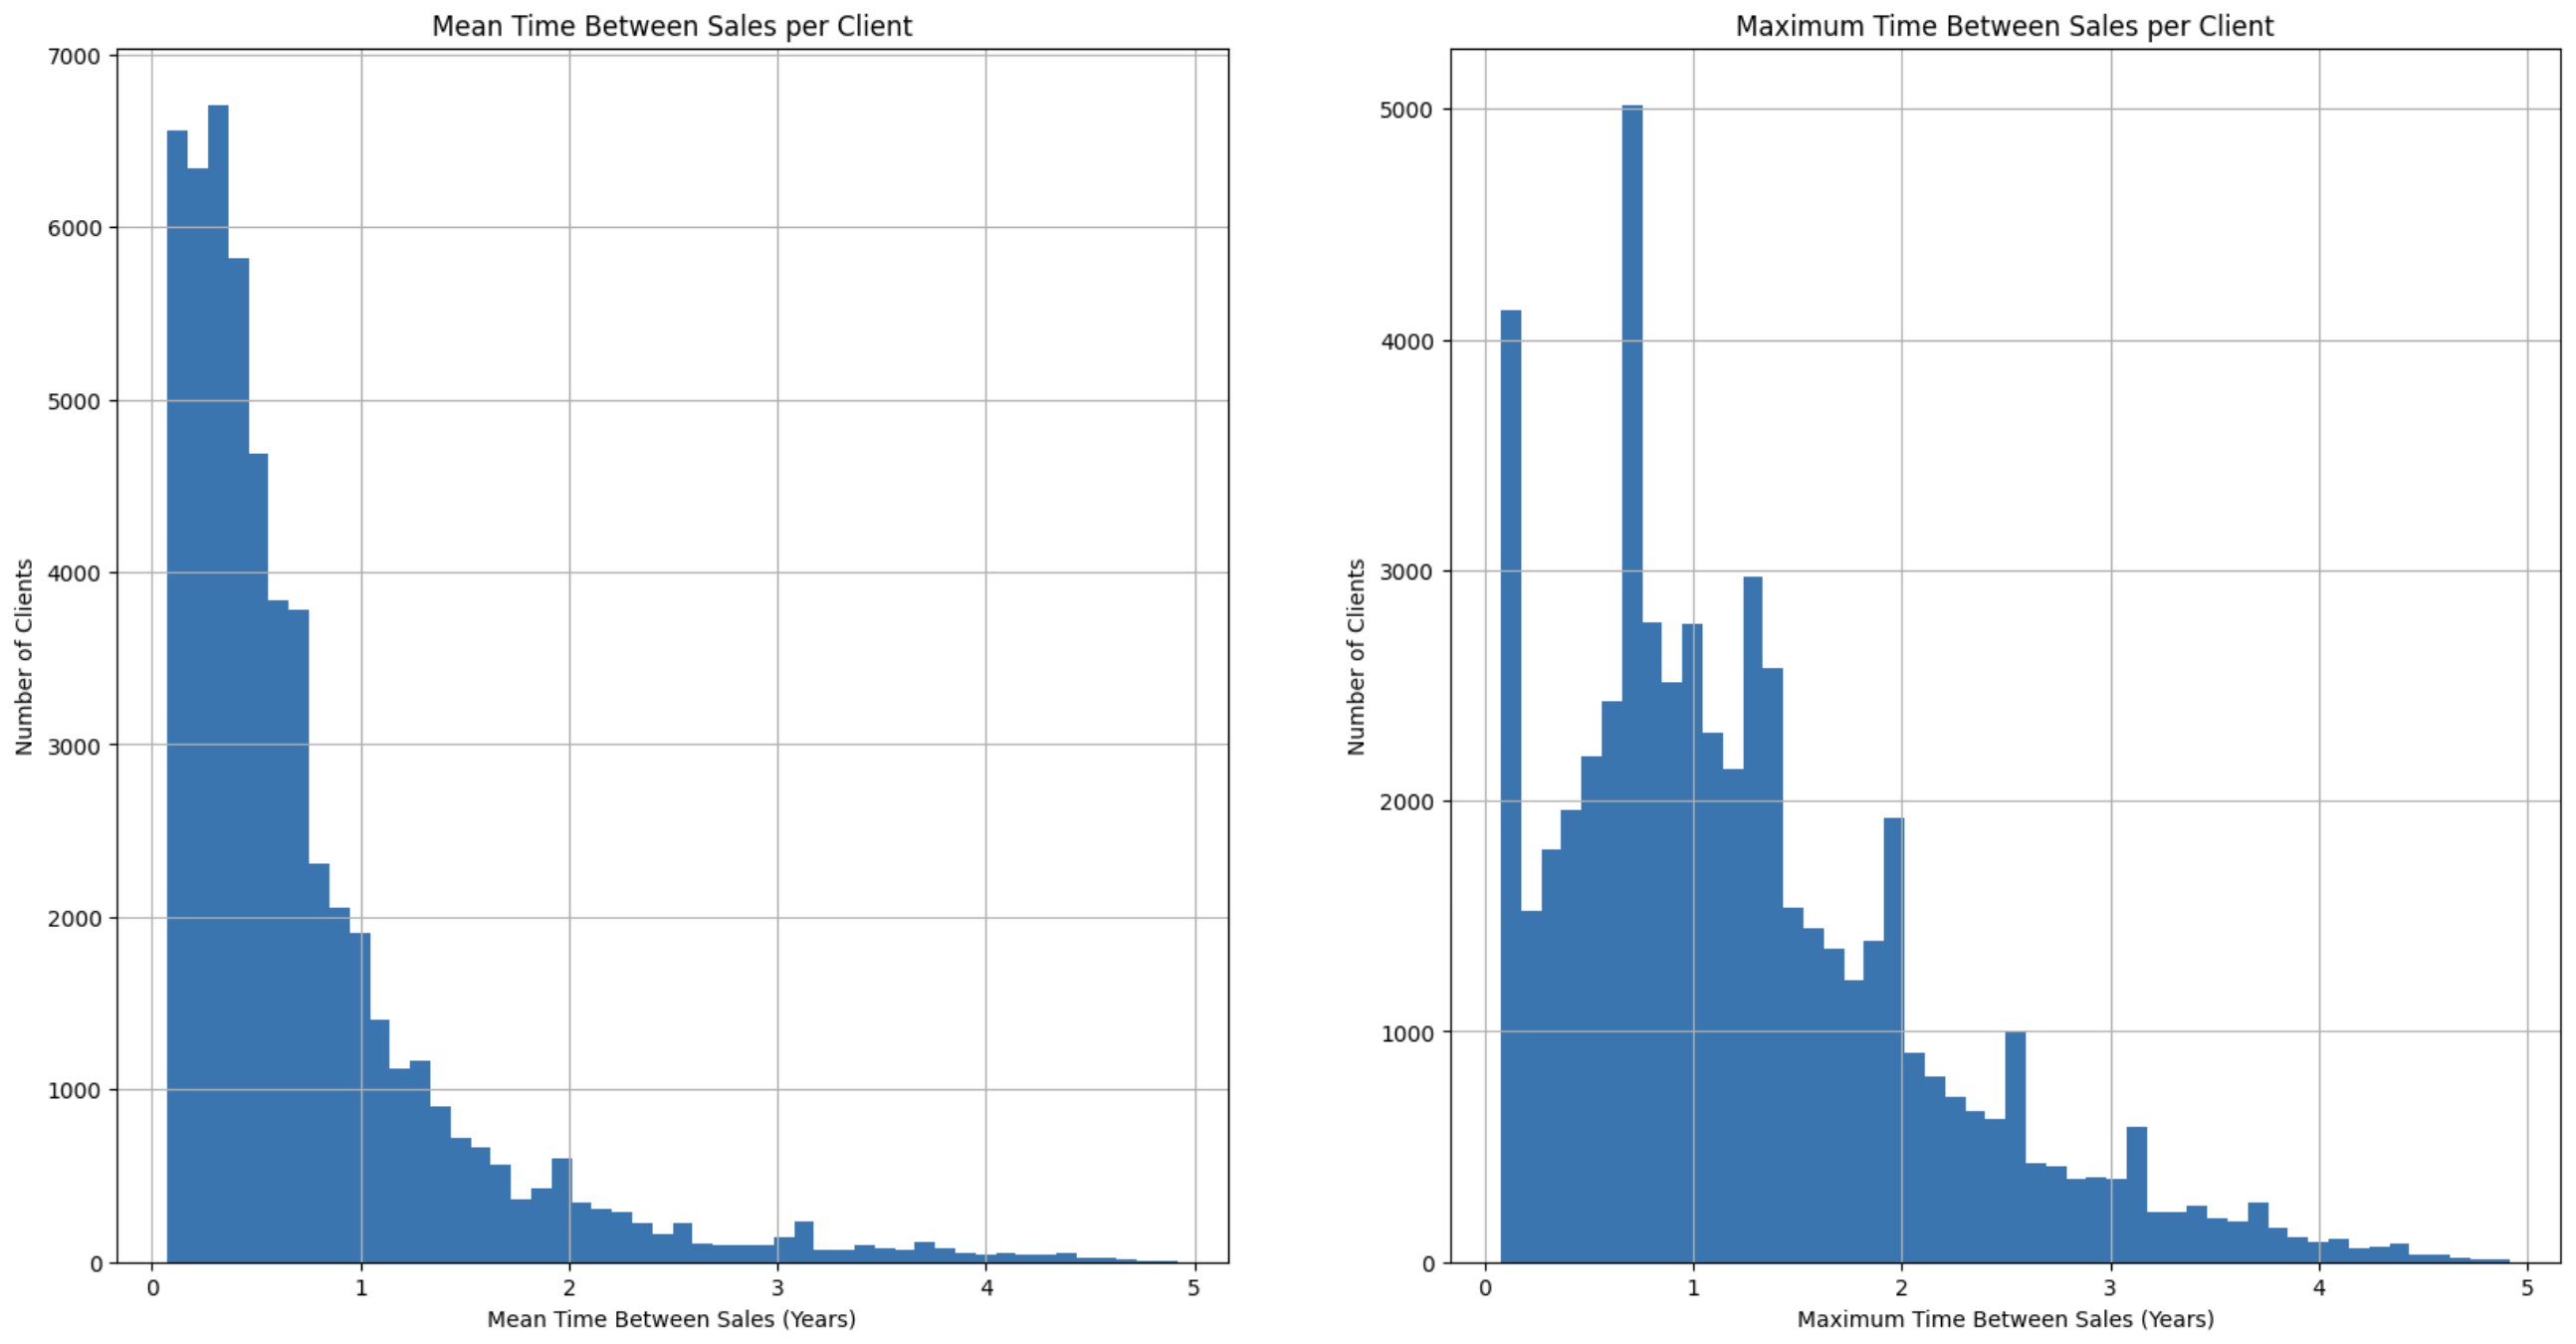 Mean Time Between Sales per Client
7000
6000
5000
4000
3000
2000
1000
0
Number of Clients
0 1 2 3 4 5
Mean Time Between Sales (Years)
Maximum Time Between Sales per Client
5000
4000
3000
2000
1000
0
Number of Clients
0 1 2 3 4 5
Maximum Time Between Sales (Years)